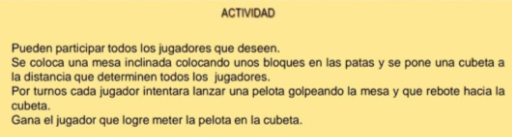 ACTIVIDAD
Pueden participar todos los jugadores que deseen.
Se coloca una mesa inclinada colocando unos bloques en las patas y se pone una cubeta a
la distancia que determinen todos los jugadores.
Por turnos cada jugador intentara lanzar una pelota golpeando la mesa y que rebote hacia la
cubeta.
Gana el jugador que logre meter la pelota en la cubeta.